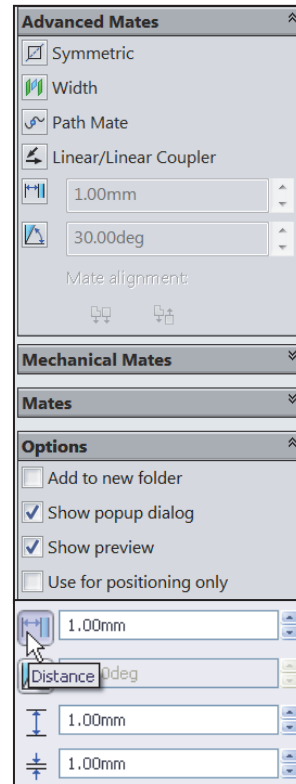 Advanced Mates
Symmetric
Width
Path Mate
Linear/Linear Coupler
1.00mm
30.00deg
Mate alignment:
Mechanical Mates
Mates
Options
Add to new folder
Show popup dialog
Show preview
Use for positioning only
1.00mm
Distance
1.00mm
1.00mm